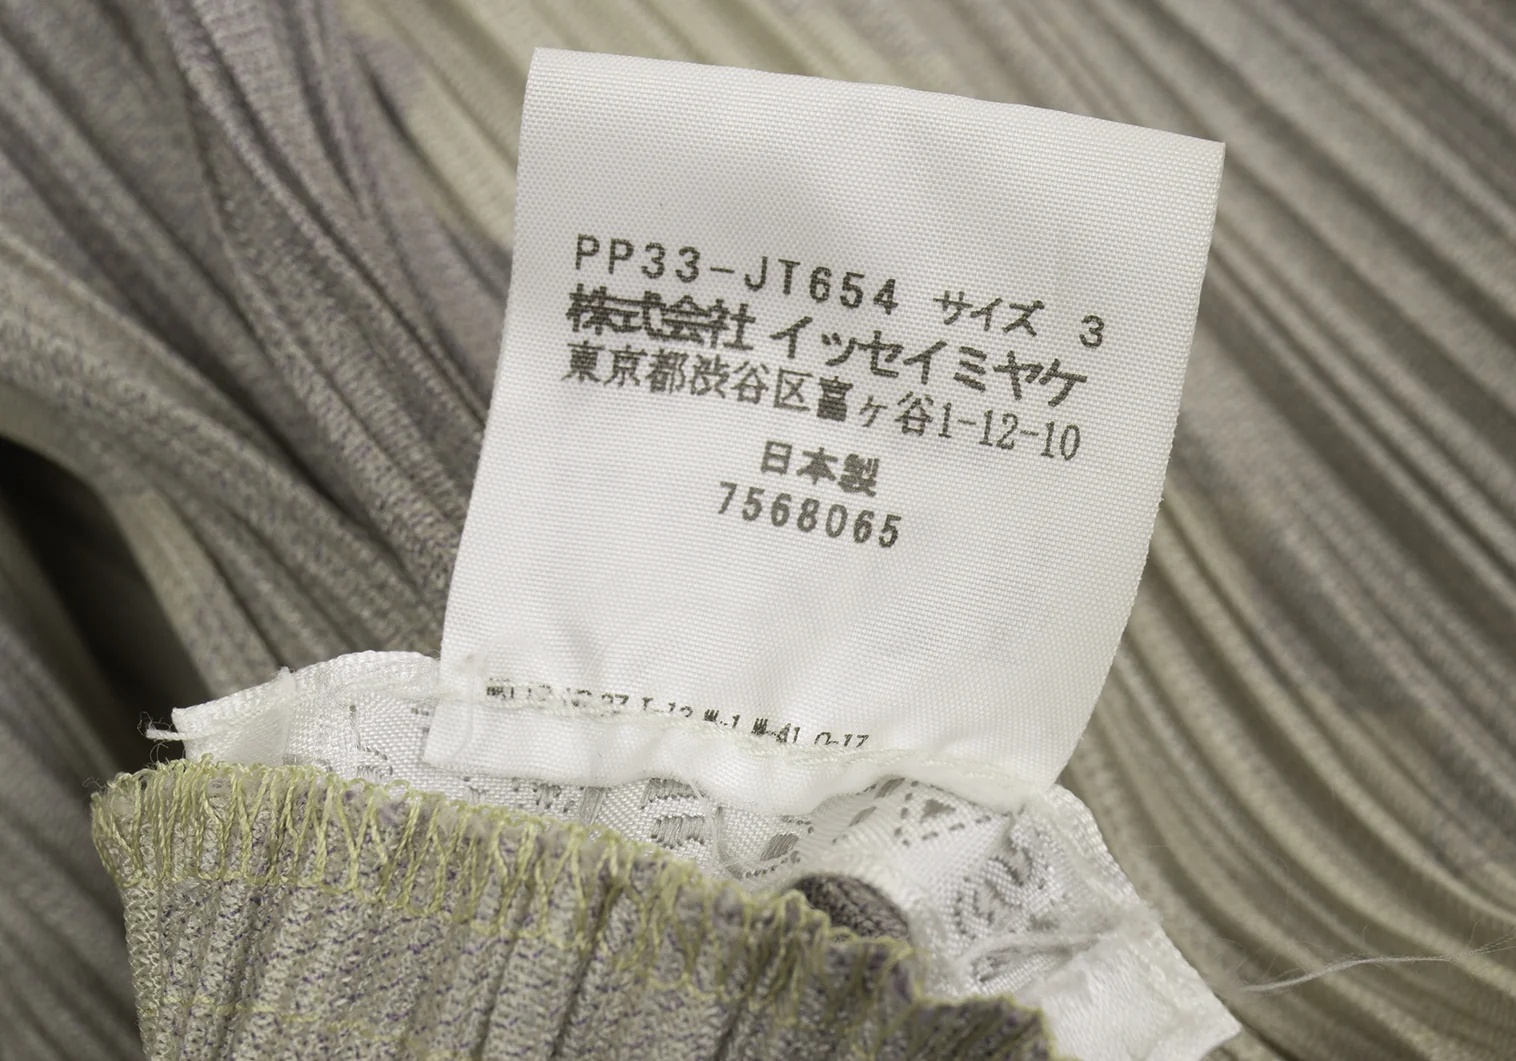 PP33-JT654 サイズ 3
株式会社 イッセイミヤケ
東京都渋谷区富ヶ谷1-12-10
日本製
7568065